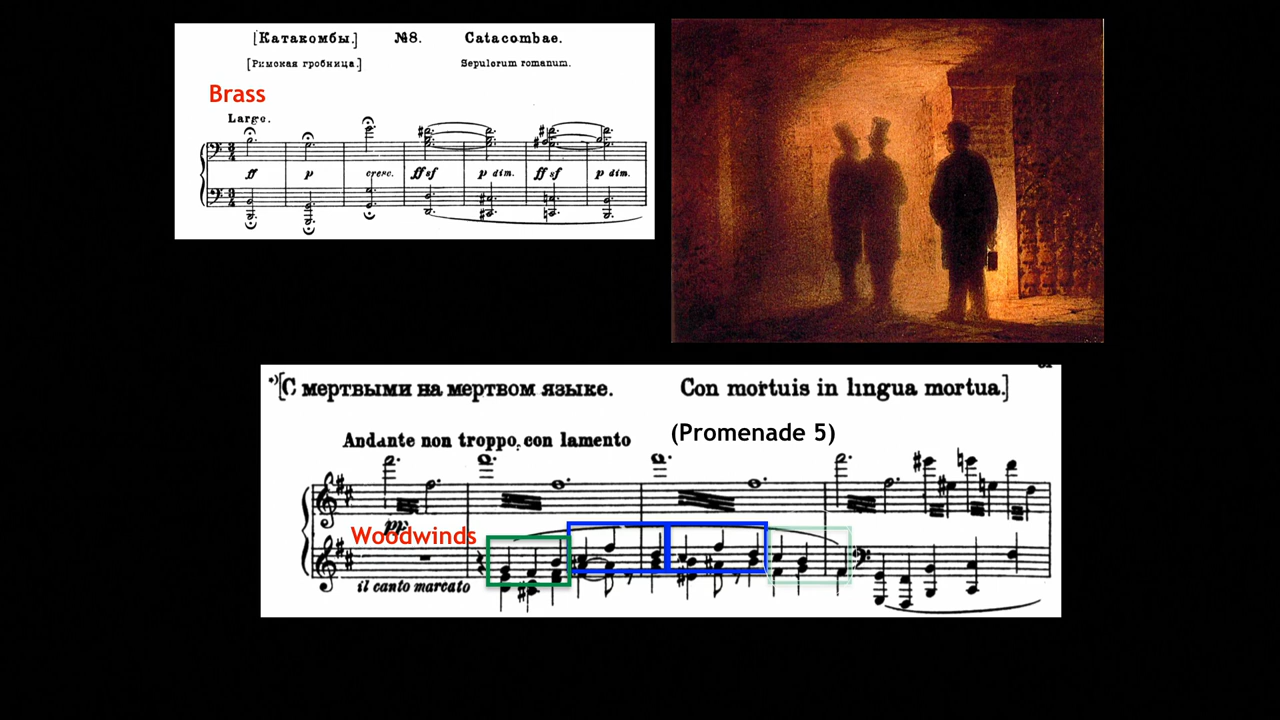 [Катакомбы.] №8. Catacombae.
[Римская гробница.] Sepulcrum romanum.
Brass
Largo.
ff p cresc. ff sf p dim. ff sf p dim.
*) [С мертвыми на мертвом языке. Con mortuis in lingua mortua.]
(Promenade 5)
Andante non troppo, con lamento
pp
Woodwinds
il canto marcato